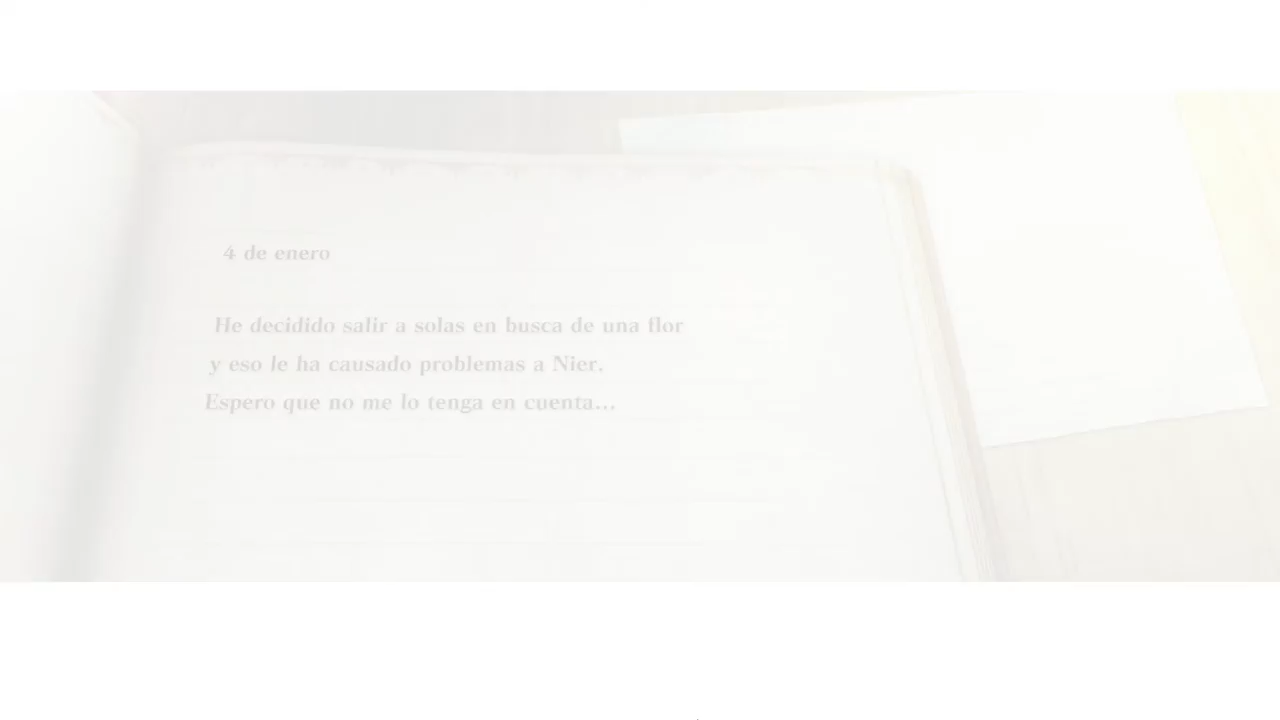 4 de enero
He decidido salir a solas en busca de una flor
y eso le ha causado problemas a Nier.
Espero que no me lo tenga en cuenta...